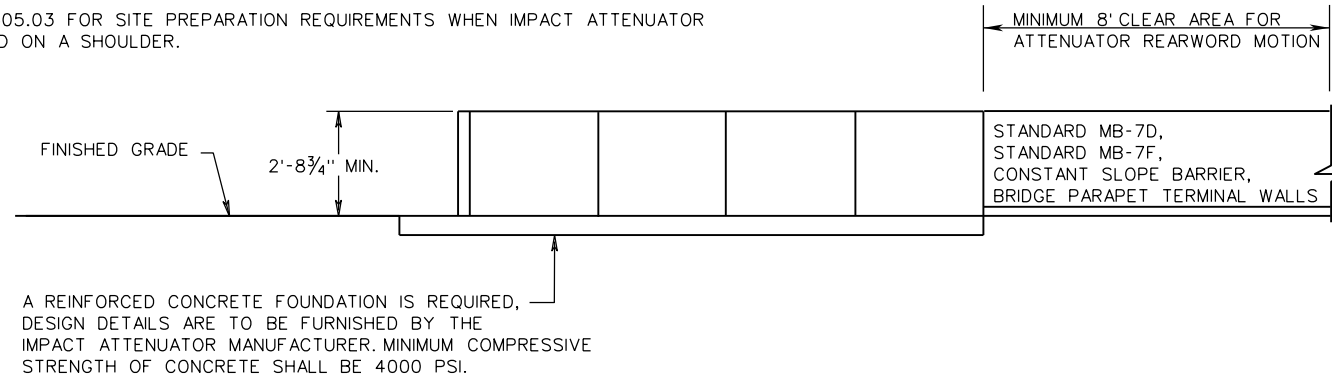 05.03 FOR SITE PREPARATION REQUIREMENTS WHEN IMPACT ATTENUATOR
ON A SHOULDER.
MINIMUM 8' CLEAR AREA FOR
ATTENUATOR REARWORD MOTION
FINISHED GRADE
2'-8¾" MIN.
STANDARD MB-7D,
STANDARD MB-7F,
CONSTANT SLOPE BARRIER,
BRIDGE PARAPET TERMINAL WALLS
A REINFORCED CONCRETE FOUNDATION IS REQUIRED,
DESIGN DETAILS ARE TO BE FURNISHED BY THE
IMPACT ATTENUATOR MANUFACTURER. MINIMUM COMPRESSIVE
STRENGTH OF CONCRETE SHALL BE 4000 PSI.